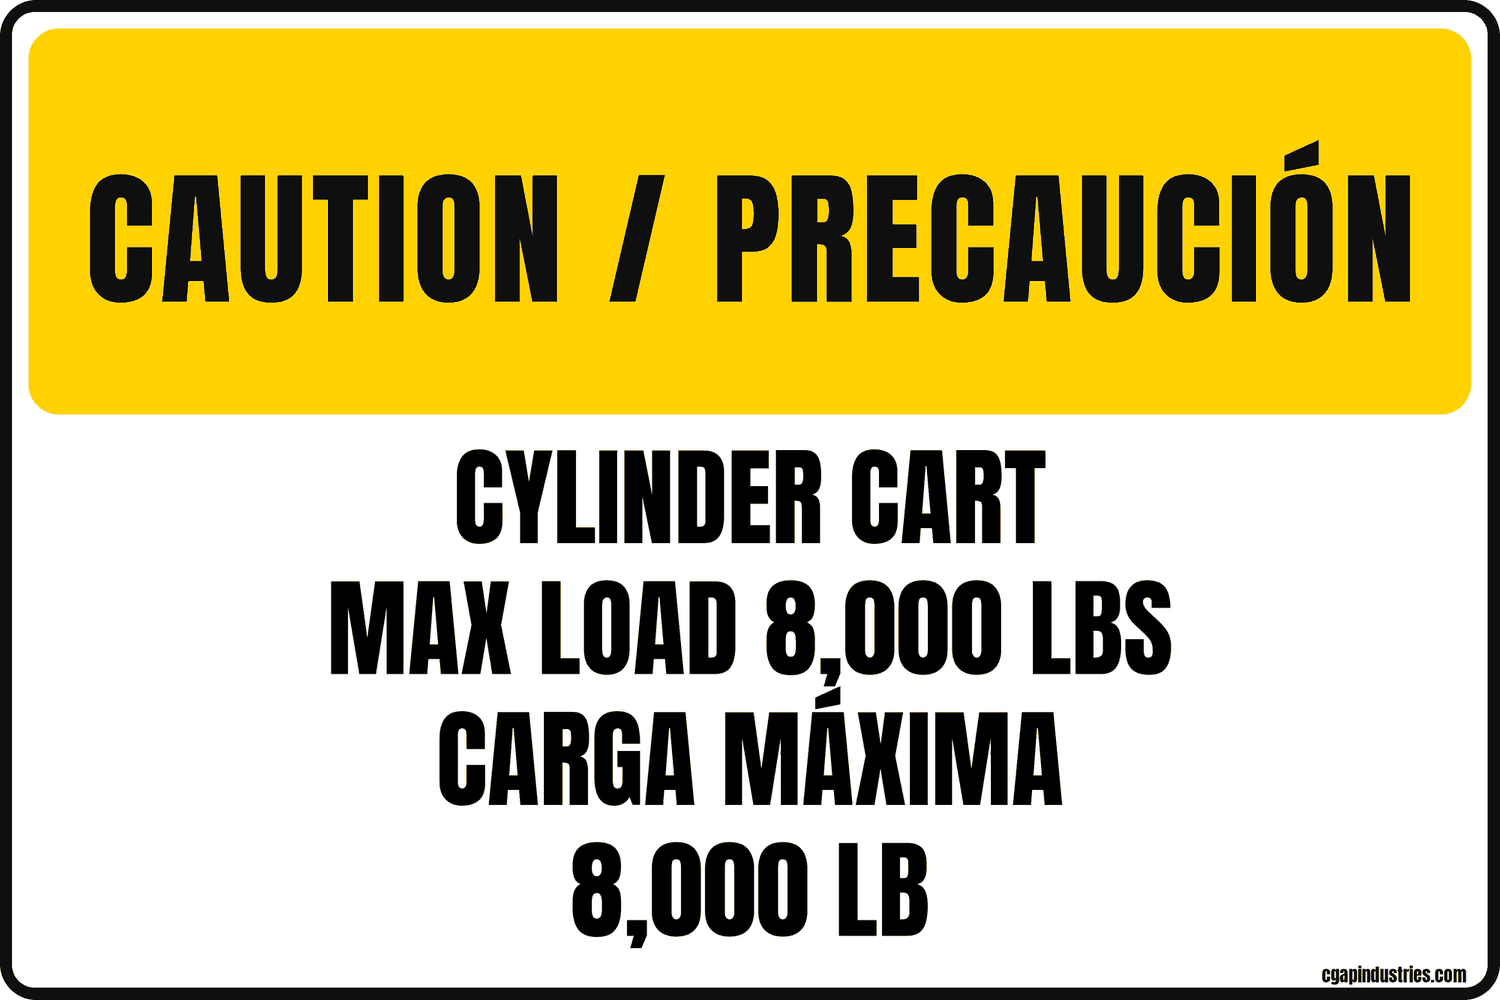 CAUTION / PRECAUCIÓN
CYLINDER CART
MAX LOAD 8,000 LBS
CARGA MÁXIMA
8,000 LB
cgapindustries.com